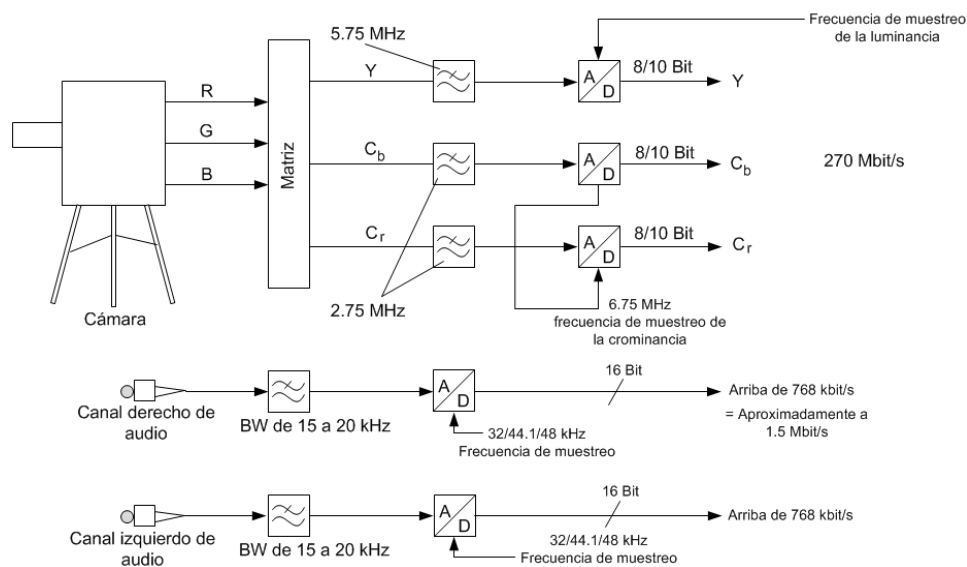 Frecuencia de muestreo
de la luminancia
5.75 MHz
R
G
B
Matriz
Y
A
D
8/10 Bit
Y
C_b
A
D
8/10 Bit
C_b
270 Mbit/s
C_r
A
D
8/10 Bit
C_r
Cámara
2.75 MHz
6.75 MHz
frecuencia de muestreo de
la crominancia
Canal derecho de
audio
BW de 15 a 20 kHz
A
D
16 Bit
Arriba de 768 kbit/s
= Aproximadamente a
1.5 Mbit/s
32/44.1/48 kHz
Frecuencia de muestreo
Canal izquierdo de
audio
BW de 15 a 20 kHz
A
D
16 Bit
Arriba de 768 kbit/s
32/44.1/48 kHz
Frecuencia de muestreo